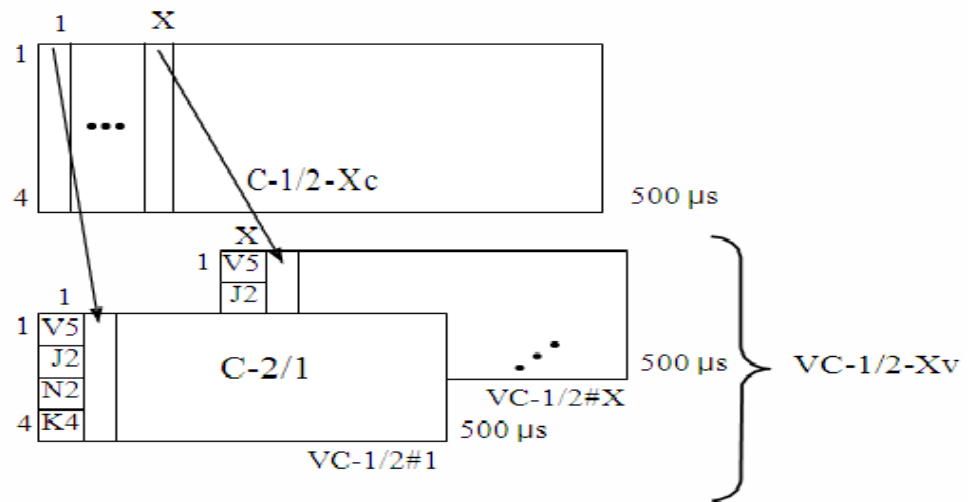 1 X
1
C-1/2-Xc
4
500 µs
X
1 V5
J2
1
1 V5
J2
N2
4 K4
C-2/1
500 µs
VC-1/2-Xv
VC-1/2#X
500 µs
VC-1/2#1